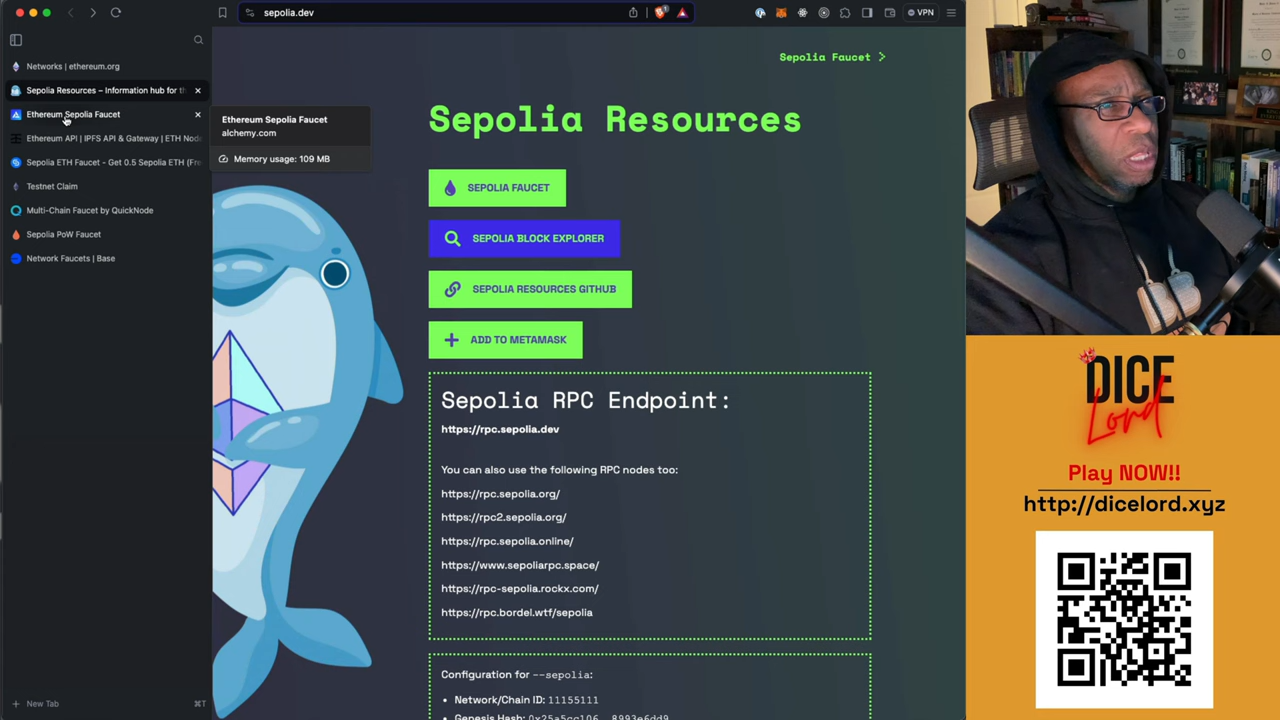 sepolia.dev
VPN
Networks | ethereum.org
Sepolia Resources – Information hub for th
Ethereum Sepolia Faucet
Ethereum API | IPFS API & Gateway | ETH Node
Sepolia ETH Faucet - Get 0.5 Sepolia ETH (Fre
Testnet Claim
Multi-Chain Faucet by QuickNode
Sepolia PoW Faucet
Network Faucets | Base
New Tab
⌘T
Ethereum Sepolia Faucet
alchemy.com
Memory usage: 109 MB
Sepolia Faucet >
Sepolia Resources
SEPOLIA FAUCET
SEPOLIA BLOCK EXPLORER
SEPOLIA RESOURCES GITHUB
ADD TO METAMASK
Sepolia RPC Endpoint:
https://rpc.sepolia.dev
You can also use the following RPC nodes too:
https://rpc.sepolia.org/
https://rpc2.sepolia.org/
https://rpc.sepolia.online/
https://www.sepoliarpc.space/
https://rpc-sepolia.rockx.com/
https://rpc.bordel.wtf/sepolia
Configuration for --sepolia:
Network/Chain ID: 11155111
Genesis Hash: 0x25a5cc106...8993e6dd9
DICE
Lord
Play NOW!!
http://dicelord.xyz